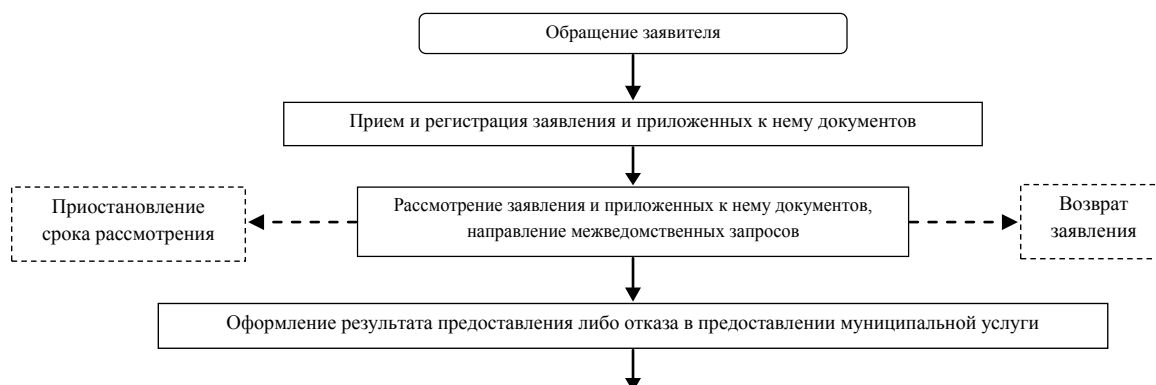 Обращение заявителя
Прием и регистрация заявления и приложенных к нему документов
Приостановление
срока рассмотрения
Рассмотрение заявления и приложенных к нему документов,
направление межведомственных запросов
Возврат
заявления
Оформление результата предоставления либо отказа в предоставлении муниципальной услуги